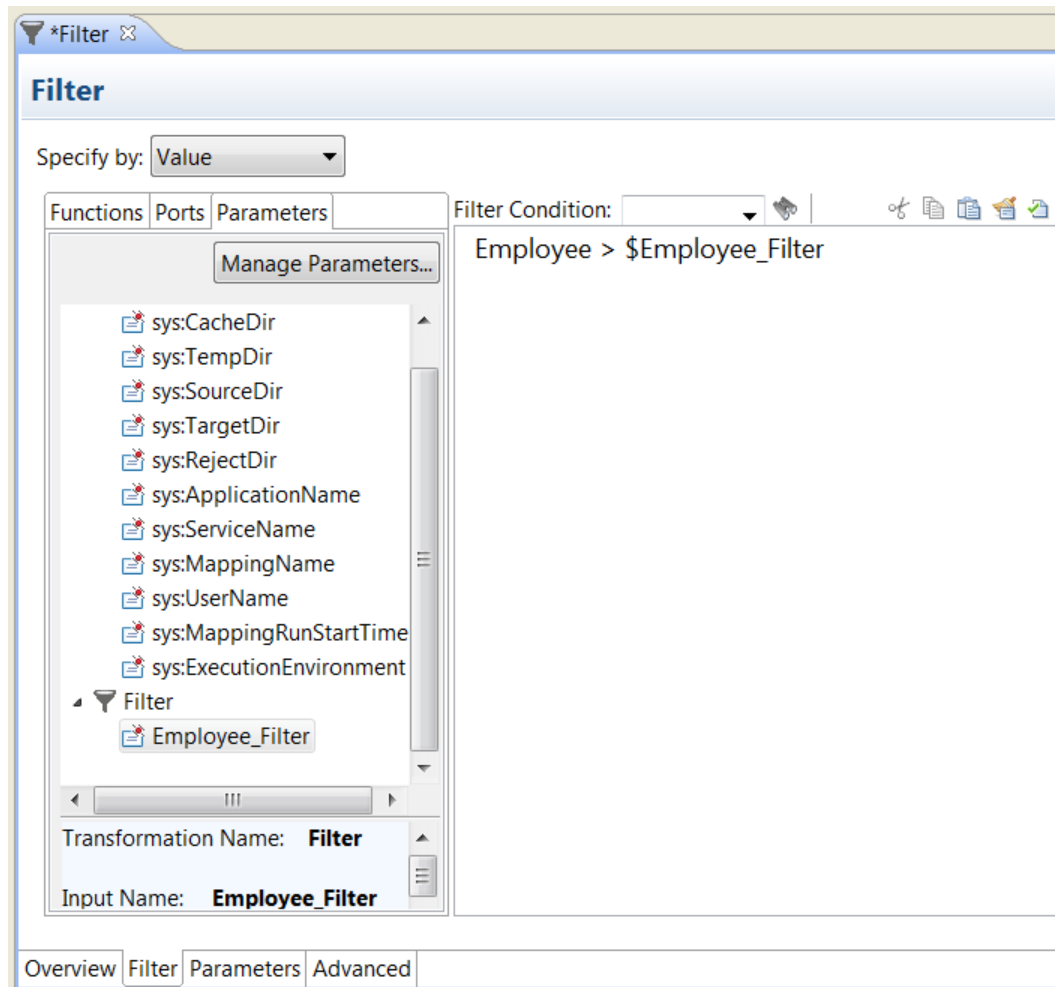 *Filter
Filter
Specify by: Value
Functions Ports Parameters
Filter Condition:
Manage Parameters...
Employee > $Employee_Filter
sys:CacheDir
sys:TempDir
sys:SourceDir
sys:TargetDir
sys:RejectDir
sys:ApplicationName
sys:ServiceName
sys:MappingName
sys:UserName
sys:MappingRunStartTime
sys:ExecutionEnvironment
Filter
Employee_Filter
Transformation Name: Filter
Input Name: Employee_Filter
Overview Filter Parameters Advanced